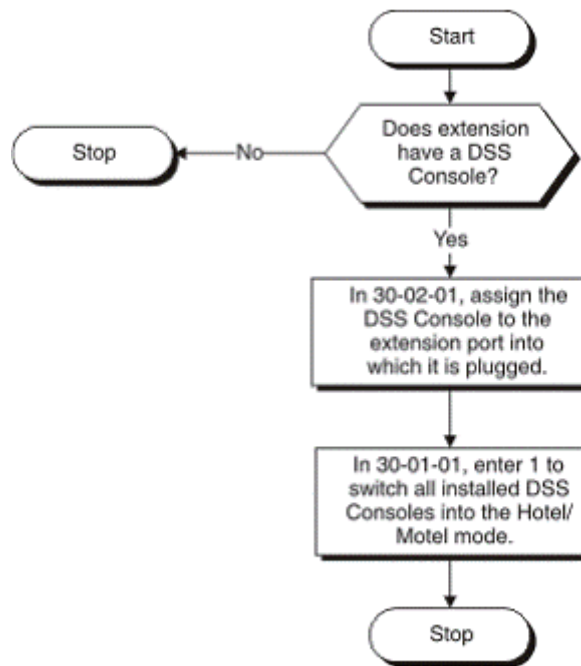 Start
Does extension
have a DSS
Console?
No
Stop
Yes
In 30-02-01, assign the
DSS Console to the
extension port into
which it is plugged.
In 30-01-01, enter 1 to
switch all installed DSS
Consoles into the Hotel/
Motel mode.
Stop